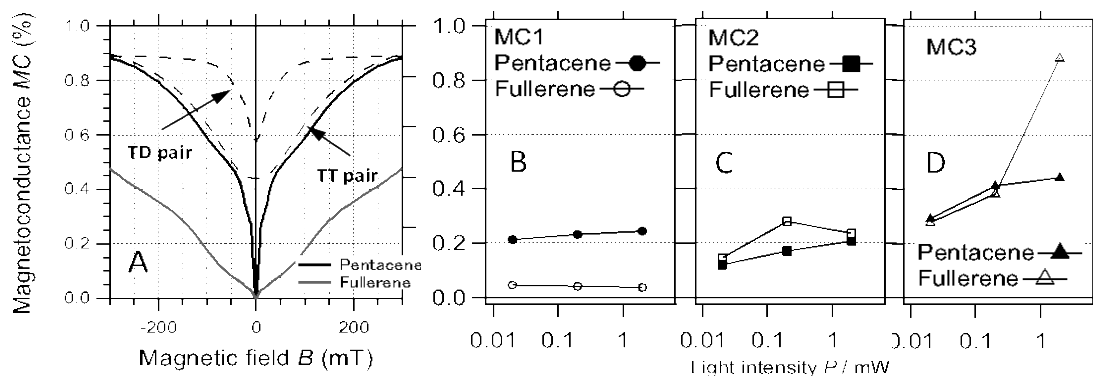 Magnetoconductance MC (%)
1.0
0.8
0.6
0.4
0.2
0.0
TD pair
TT pair
A
Pentacene
Fullerene
-200
0
200
Magnetic field B (mT)
1.0
0.8
0.6
0.4
0.2
0.0
MC1
Pentacene
Fullerene
B
0.01
0.1
1
MC2
Pentacene
Fullerene
C
0.01
0.1
1
MC3
D
Pentacene
Fullerene
0.01
0.1
1
Light intensity P / mW